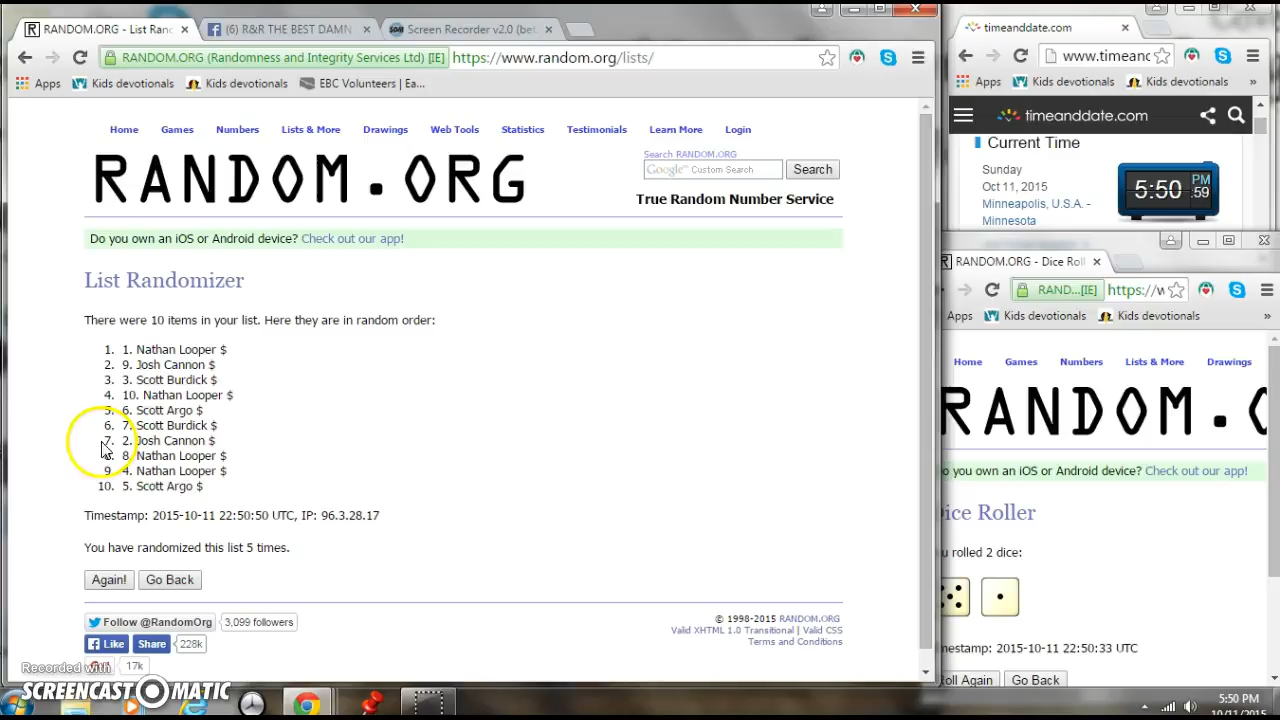 RANDOM.ORG - List Ranc
(6) R&R THE BEST DAMN
Screen Recorder v2.0 (bet
RANDOM.ORG (Randomness and Integrity Services Ltd) [IE]
https://www.random.org/lists/
Apps
Kids devotionals
Kids devotionals
EBC Volunteers | Ea...
Home
Games
Numbers
Lists & More
Drawings
Web Tools
Statistics
Testimonials
Learn More
Login
RANDOM.ORG
Search RANDOM.ORG
Google Custom Search
Search
True Random Number Service
Do you own an iOS or Android device? Check out our app!
List Randomizer
There were 10 items in your list. Here they are in random order:
1. 1. Nathan Looper $
2. 9. Josh Cannon $
3. 3. Scott Burdick $
4. 10. Nathan Looper $
5. 6. Scott Argo $
6. 7. Scott Burdick $
7. 2. Josh Cannon $
8. 8. Nathan Looper $
9. 4. Nathan Looper $
10. 5. Scott Argo $
Timestamp: 2015-10-11 22:50:50 UTC, IP: 96.3.28.17
You have randomized this list 5 times.
Again!
Go Back
Follow @RandomOrg
3,099 followers
Like
Share
228k
17k
© 1998-2015 RANDOM.ORG
Valid XHTML 1.0 Transitional | Valid CSS
Terms and Conditions
Recorded with
SCREENCAST-O-MATIC
timeanddate.com
www.timeanc
Apps
Kids devotionals
Kids devotionals
»
timeanddate.com
Current Time
Sunday
Oct 11, 2015
Minneapolis, U.S.A. -
Minnesota
5:50 PM :59
RANDOM.ORG - Dice Roll
RAND...[IE]
https://w
Apps
Kids devotionals
Kids devotionals
»
Home
Games
Numbers
Lists & More
Drawings
RANDOM.O
o you own an iOS or Android device? Check out our app!
Dice Roller
u rolled 2 dice:
mestamp: 2015-10-11 22:50:33 UTC
oll Again
Go Back
5:50 PM
10/11/2015